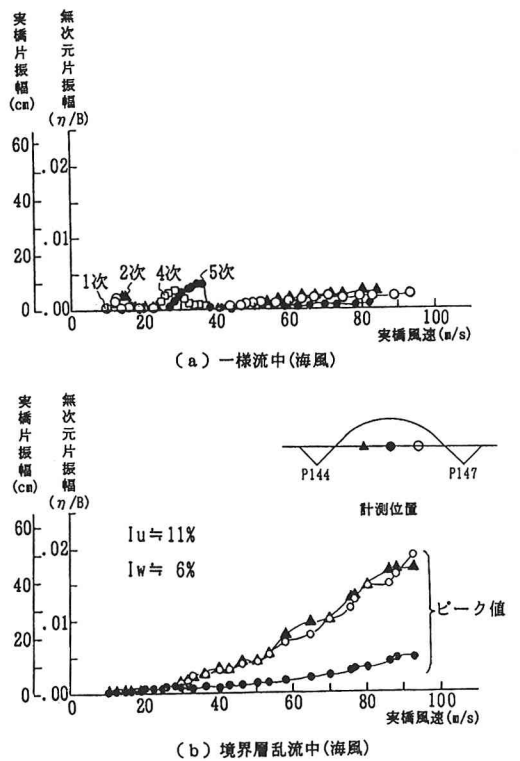 実橋片振幅(cm)
無次元片振幅(η/B)
60
40
20
0
.02
.01
.00
1次
2次
4次
5次
0
20
40
60
80
100
実橋風速(m/s)
(a)一様流中(海風)
実橋片振幅(cm)
無次元片振幅(η/B)
60
40
20
0
.02
.01
.00
Iu≒11%
Iw≒ 6%
P144
P147
計測位置
ピーク値
0
20
40
60
80
100
実橋風速(m/s)
(b)境界層乱流中(海風)